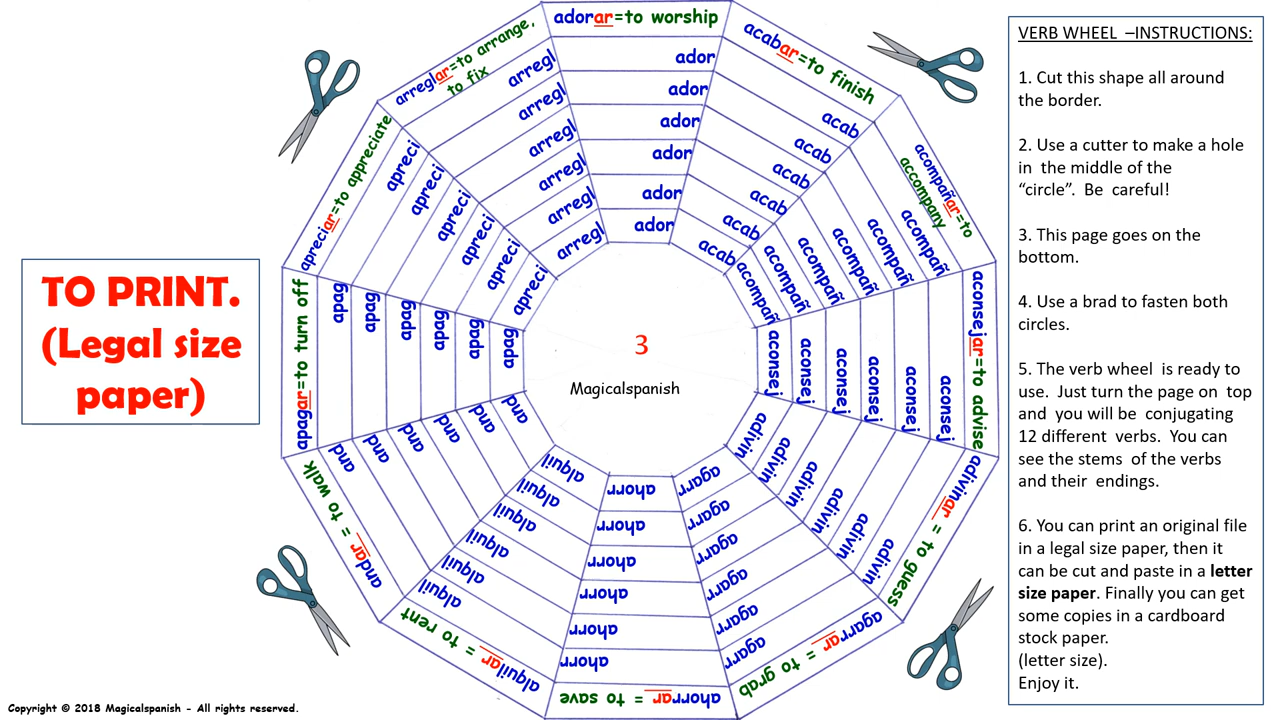 TO PRINT.
(Legal size
paper)
adorar=to worship
ador
ador
ador
ador
ador
ador
acabar=to finish
acab
acab
acab
acab
acab
acab
acompañar=to
accompany
acompañ
acompañ
acompañ
acompañ
acompañ
acompañ
aconsejar=to advise
aconsej
aconsej
aconsej
aconsej
aconsej
aconsej
adivinar = to guess
adivin
adivin
adivin
adivin
adivin
adivin
agarrar = to grab
agarr
agarr
agarr
agarr
agarr
agarr
ahorrar = to save
ahorr
ahorr
ahorr
ahorr
ahorr
ahorr
alquilar = to rent
alquil
alquil
alquil
alquil
alquil
alquil
andar = to walk
and
and
and
and
and
and
apagar=to turn off
apag
apag
apag
apag
apag
apag
apreciar=to appreciate
apreci
apreci
apreci
apreci
apreci
apreci
arreglar=to arrange,
to fix
arregl
arregl
arregl
arregl
arregl
arregl
3
Magicalspanish
VERB WHEEL –INSTRUCTIONS:
1. Cut this shape all around
the border.
2. Use a cutter to make a hole
in the middle of the
“circle”. Be careful!
3. This page goes on the
bottom.
4. Use a brad to fasten both
circles.
5. The verb wheel is ready to
use. Just turn the page on top
and you will be conjugating
12 different verbs. You can
see the stems of the verbs
and their endings.
6. You can print an original file
in a legal size paper, then it
can be cut and paste in a letter
size paper. Finally you can get
some copies in a cardboard
stock paper.
(letter size).
Enjoy it.
Copyright © 2018 Magicalspanish - All rights reserved.